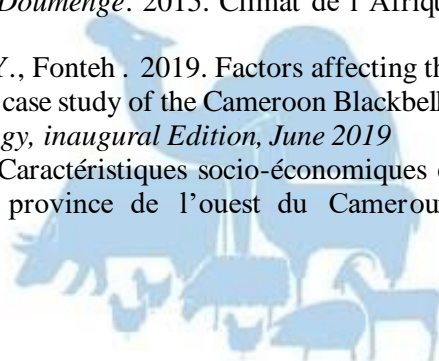 Doumenge. 2015. Climat de l'Afriqu
Y., Fonteh . 2019. Factors affecting th
case study of the Cameroon Blackbell
gy, inaugural Edition, June 2019
Caractéristiques socio-économiques
province de l'ouest du Camerou